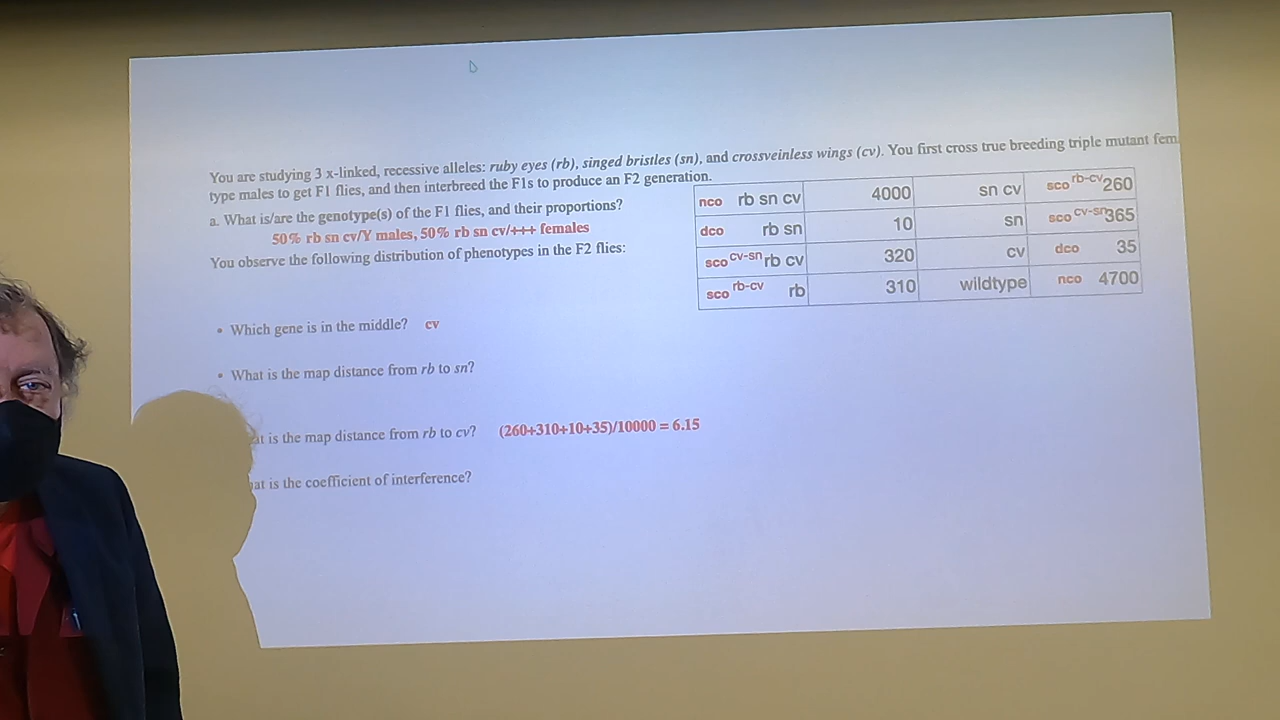 You are studying 3 x-linked, recessive alleles: ruby eyes (rb), singed bristles (sn), and crossveinless wings (cv). You first cross true breeding triple mutant fem
type males to get F1 flies, and then interbreed the F1s to produce an F2 generation.
a. What is/are the genotype(s) of the F1 flies, and their proportions?
50% rb sn cv/Y males, 50% rb sn cv/+++ females
You observe the following distribution of phenotypes in the F2 flies:
nco rb sn cv 4000 sn cv sco rb-cv 260
dco rb sn 10 sn sco cv-sn 365
sco cv-sn rb cv 320 cv dco 35
sco rb-cv rb 310 wildtype nco 4700
• Which gene is in the middle? cv
• What is the map distance from rb to sn?
at is the map distance from rb to cv? (260+310+10+35)/10000 = 6.15
hat is the coefficient of interference?